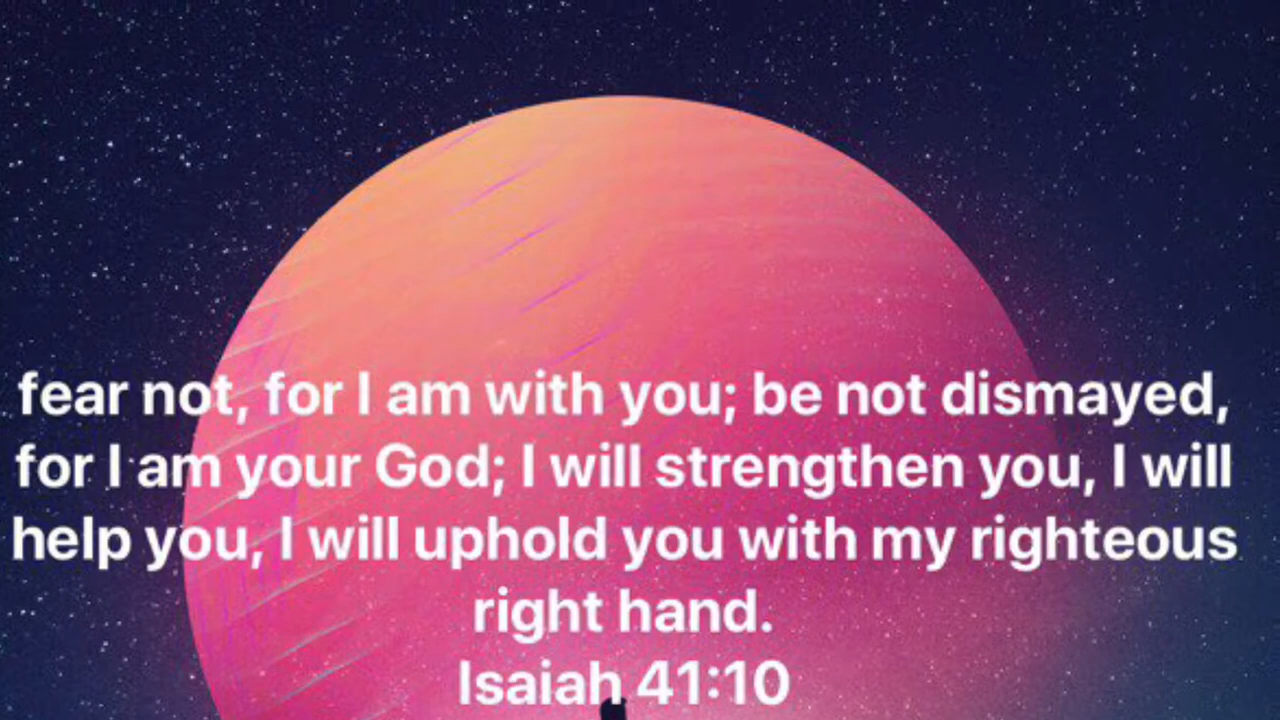 fear not, for I am with you; be not dismayed,
for I am your God; I will strengthen you, I will
help you, I will uphold you with my righteous
right hand.
Isaiah 41:10